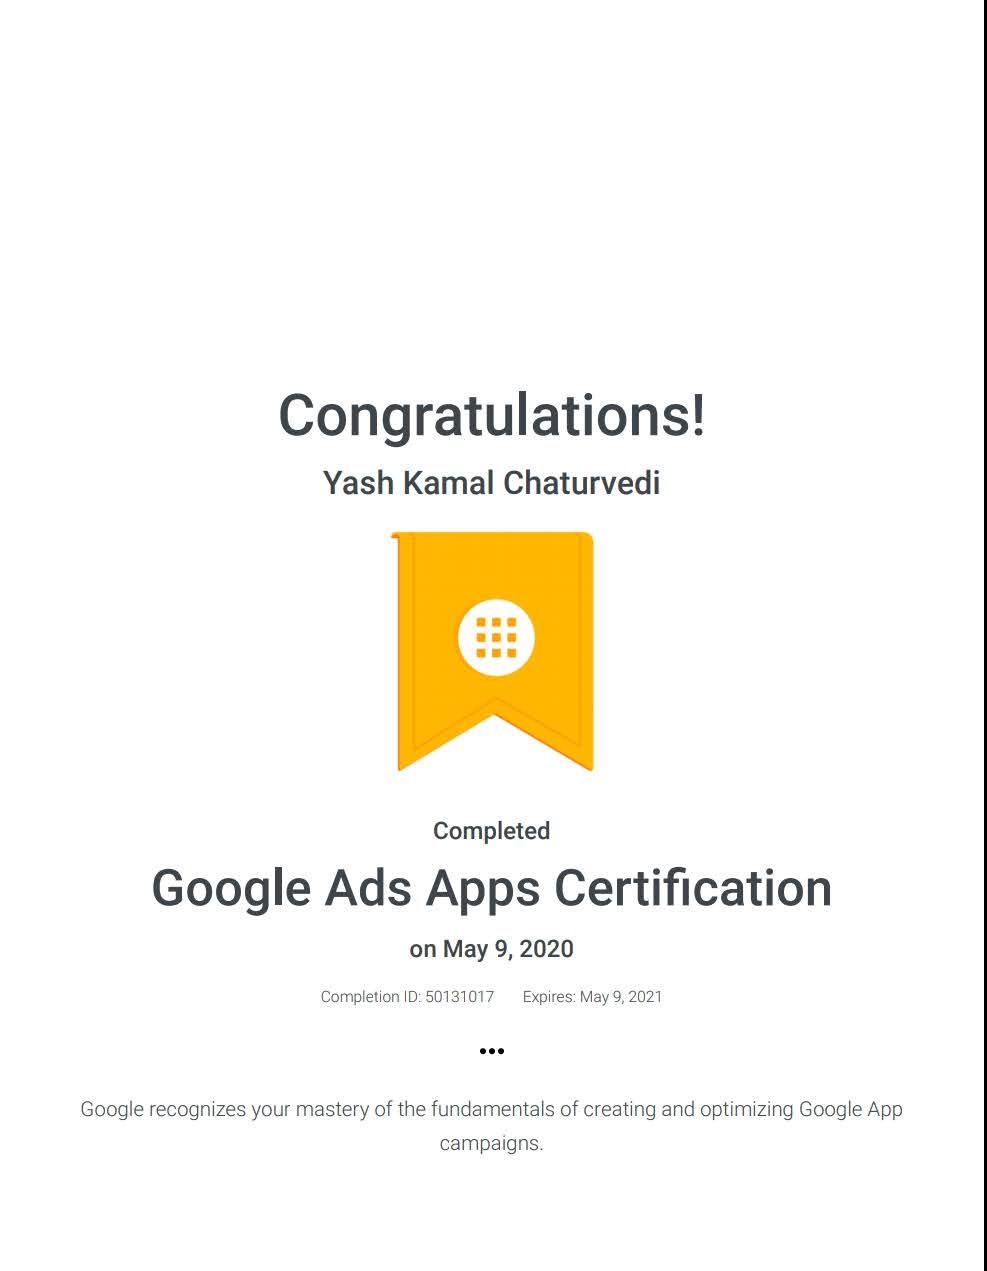 Congratulations!
Yash Kamal Chaturvedi
Completed
Google Ads Apps Certification
on May 9, 2020
Completion ID: 50131017 Expires: May 9, 2021
•••
Google recognizes your mastery of the fundamentals of creating and optimizing Google App
campaigns.